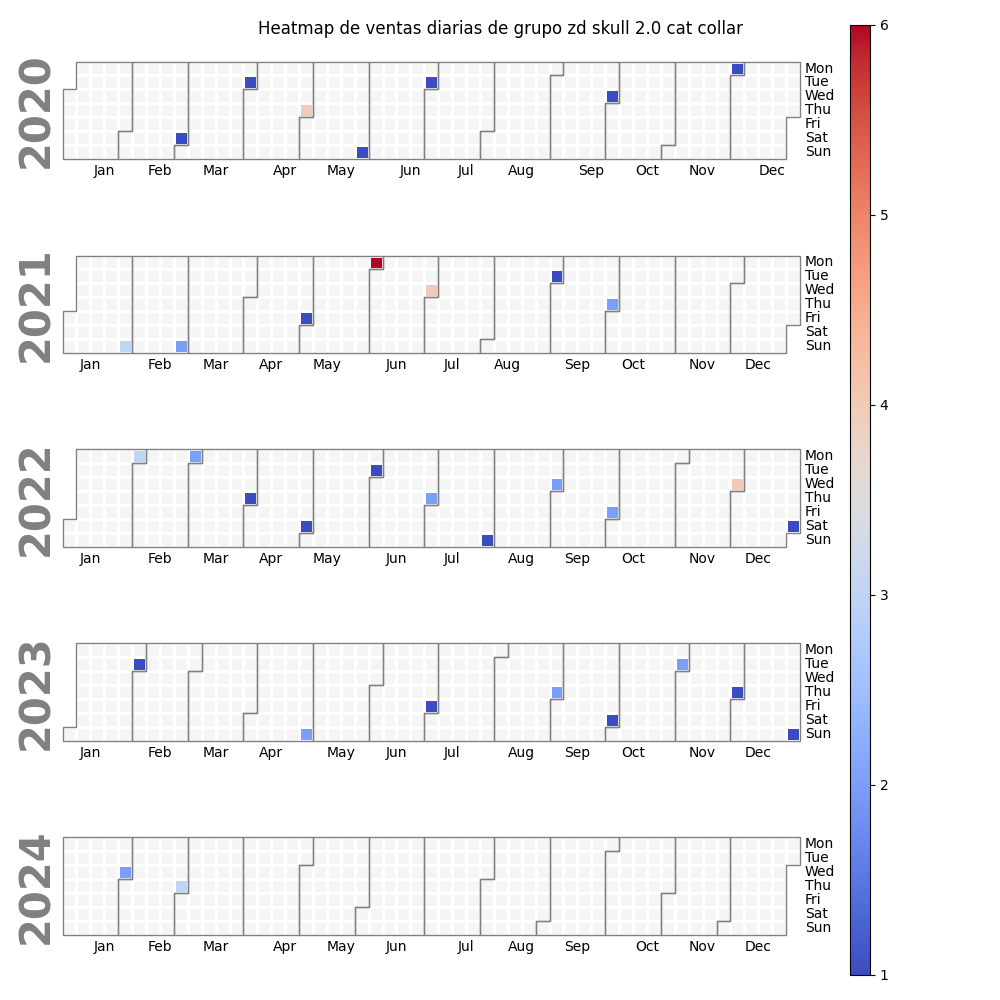 Heatmap de ventas diarias de grupo zd skull 2.0 cat collar
2020
Mon
Tue
Wed
Thu
Fri
Sat
Sun
Jan Feb Mar Apr May Jun Jul Aug Sep Oct Nov Dec
2021
Mon
Tue
Wed
Thu
Fri
Sat
Sun
Jan Feb Mar Apr May Jun Jul Aug Sep Oct Nov Dec
2022
Mon
Tue
Wed
Thu
Fri
Sat
Sun
Jan Feb Mar Apr May Jun Jul Aug Sep Oct Nov Dec
2023
Mon
Tue
Wed
Thu
Fri
Sat
Sun
Jan Feb Mar Apr May Jun Jul Aug Sep Oct Nov Dec
2024
Mon
Tue
Wed
Thu
Fri
Sat
Sun
Jan Feb Mar Apr May Jun Jul Aug Sep Oct Nov Dec
6
5
4
3
2
1